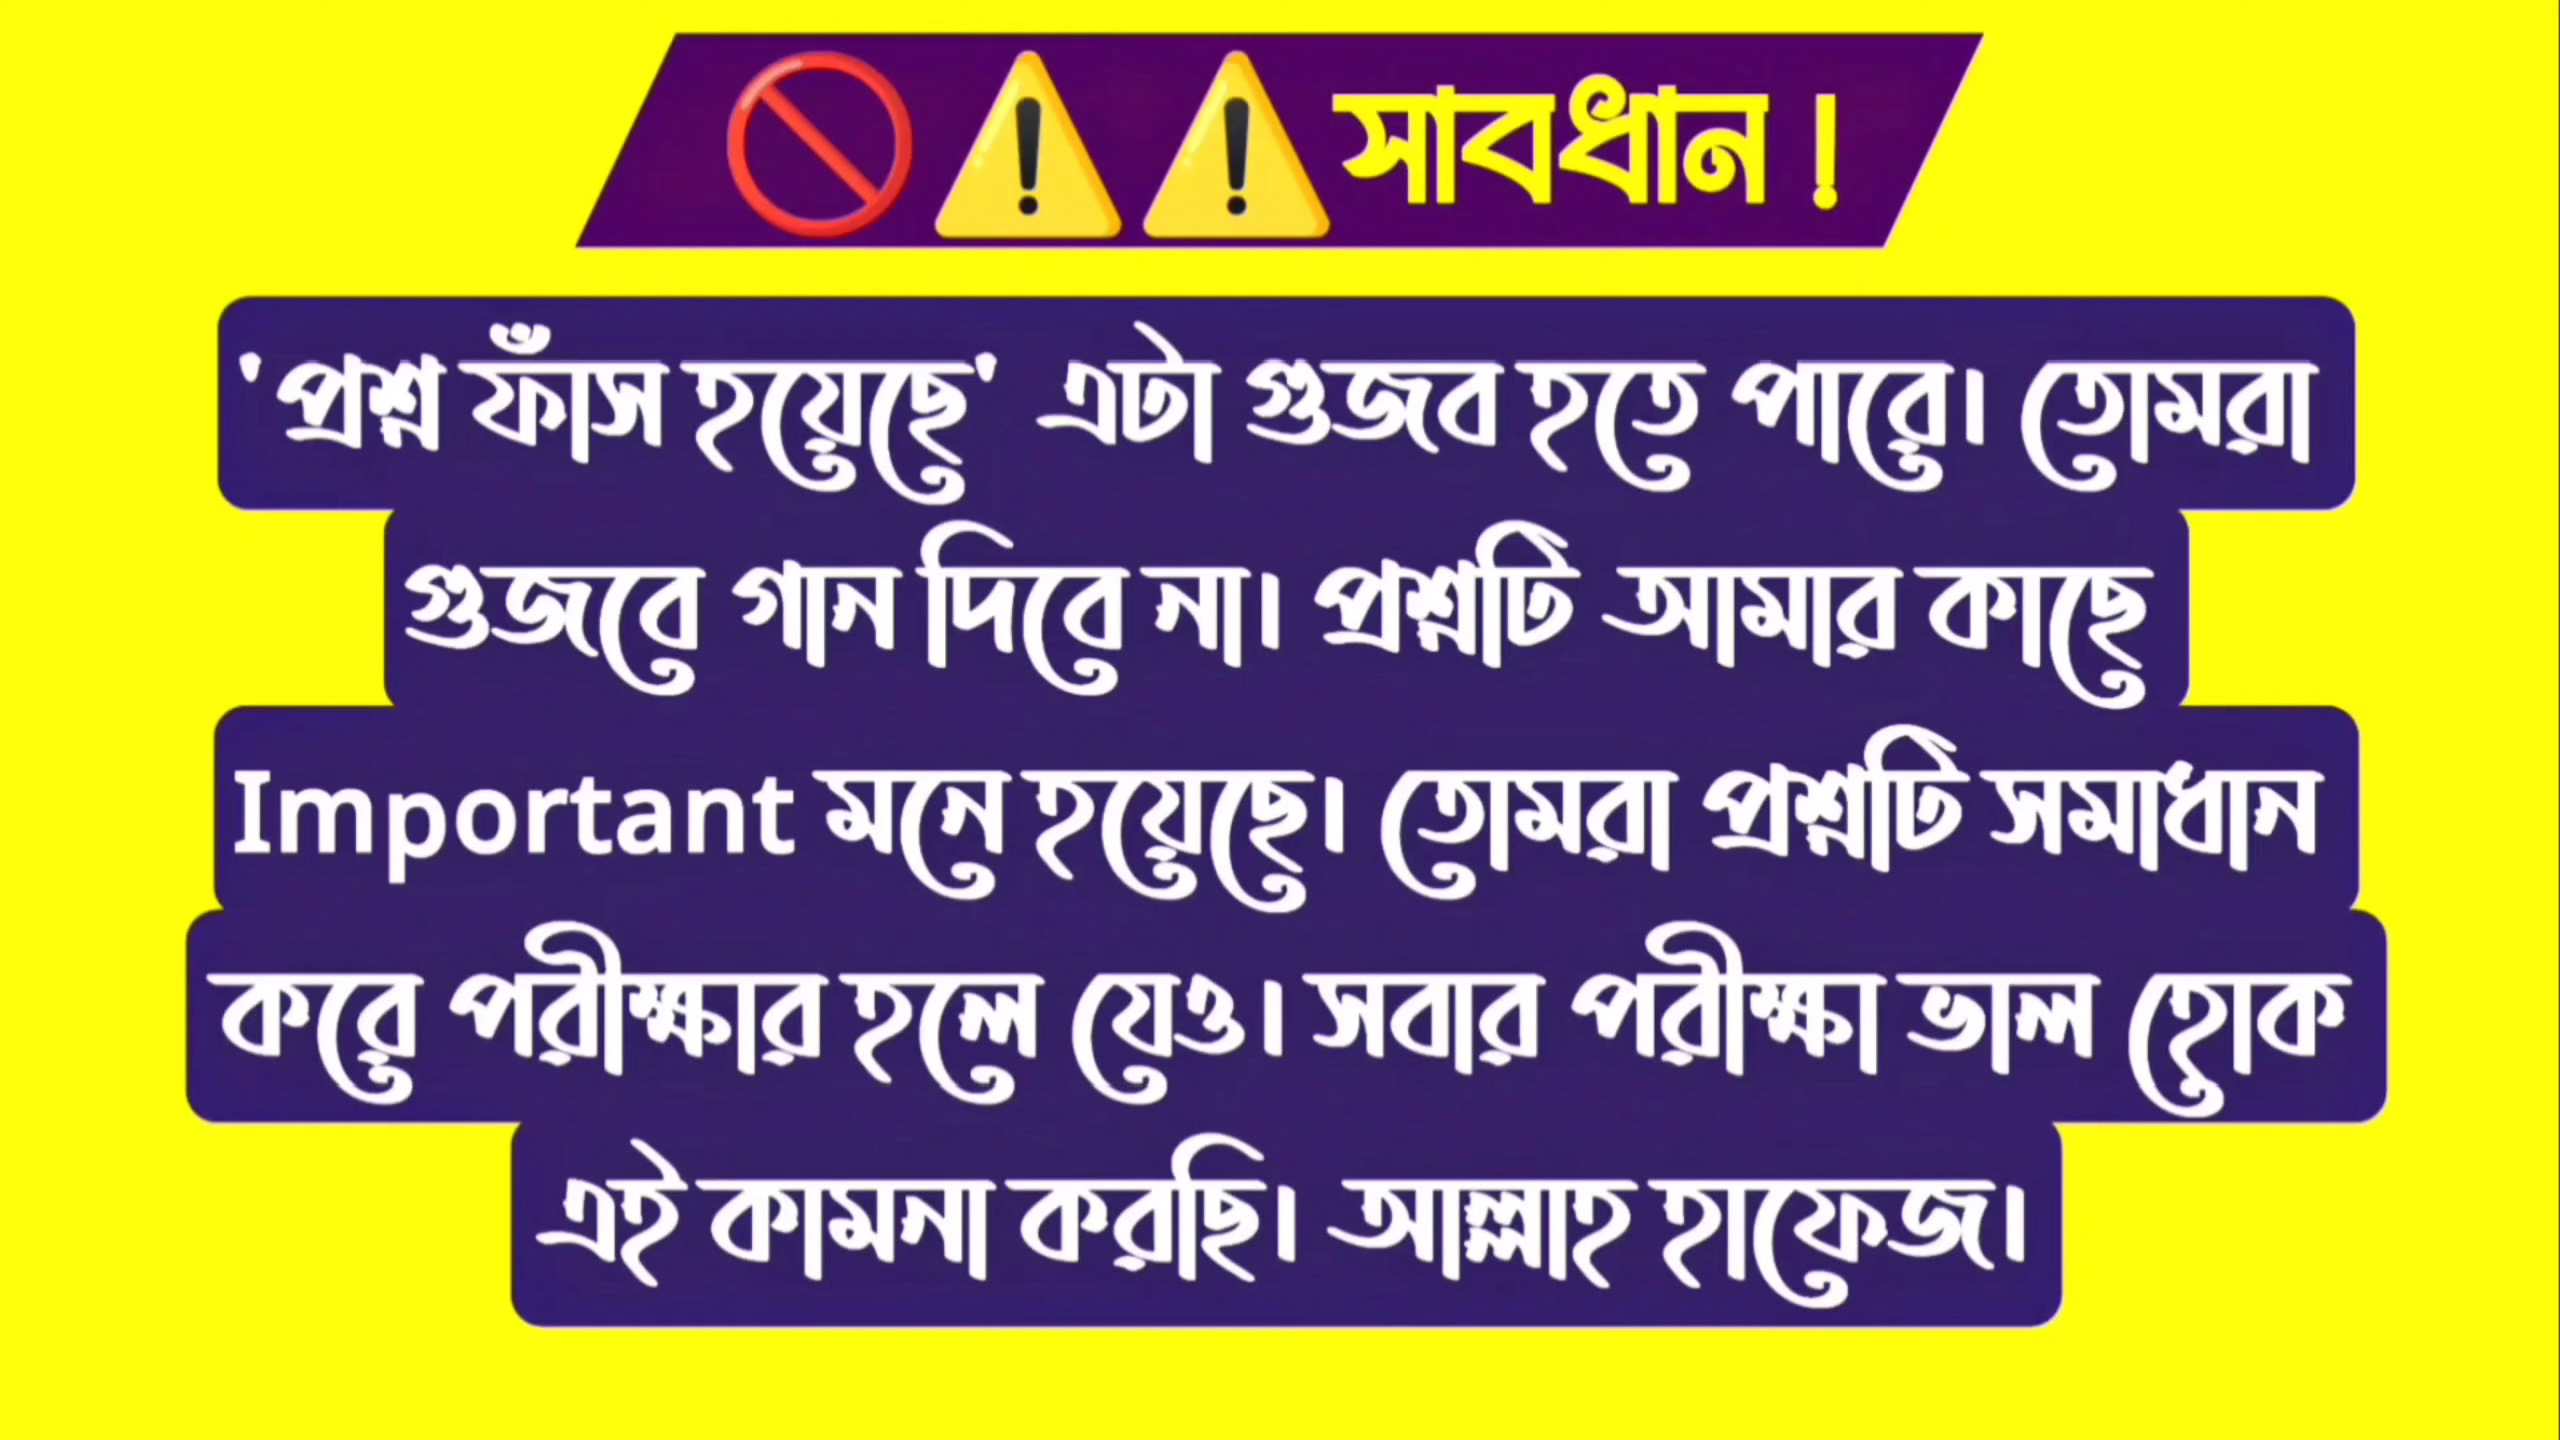 🚫⚠️⚠️সাবধান !
'প্রশ্ন ফাঁস হয়েছে' এটা গুজব হতে পারে। তোমরা
গুজবে গান দিবে না। প্রশ্নটি আমার কাছে
Important মনে হয়েছে। তোমরা প্রশ্নটি সমাধান
করে পরীক্ষার হলে যেও। সবার পরীক্ষা ভাল হোক
এই কামনা করছি। আল্লাহ হাফেজ।